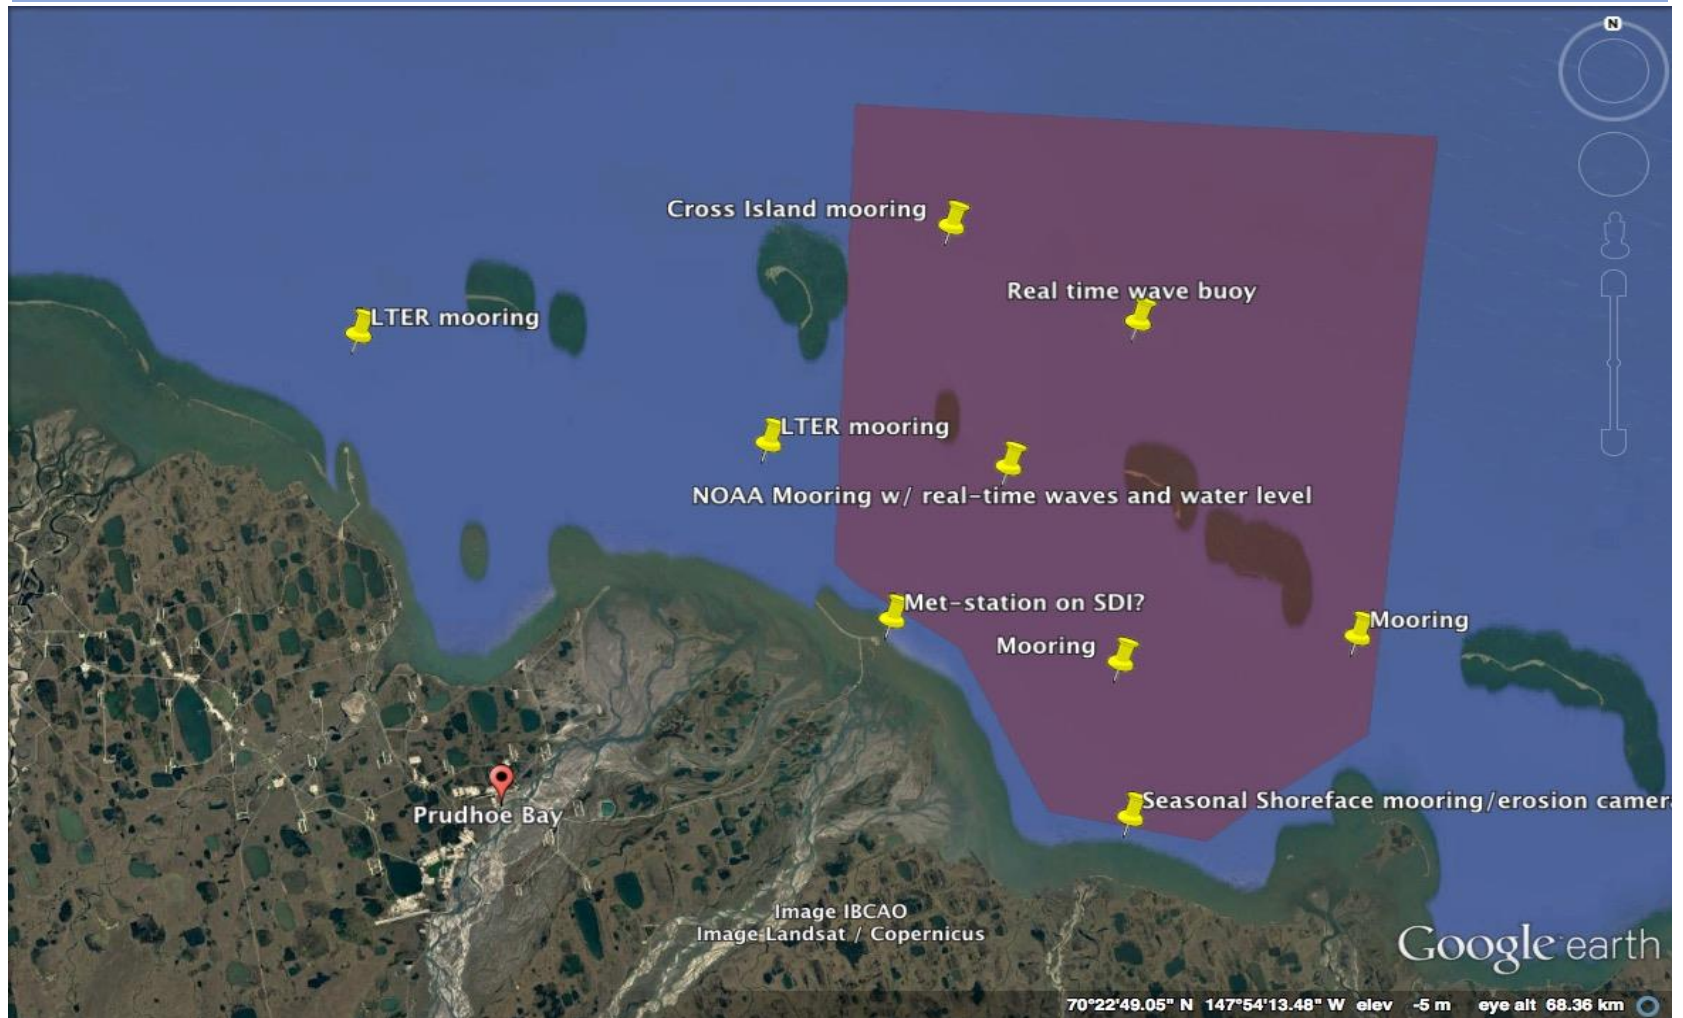 N
Cross Island mooring
Real time wave buoy
LTER mooring
LTER mooring
NOAA Mooring w/ real-time waves and water level
Met-station on SDI?
Mooring
Mooring
Prudhoe Bay
Seasonal Shoreface mooring/erosion camera
Image IBCAO
Image Landsat / Copernicus
Google earth
70°22'49.05" N 147°54'13.48" W elev -5 m eye alt 68.36 km